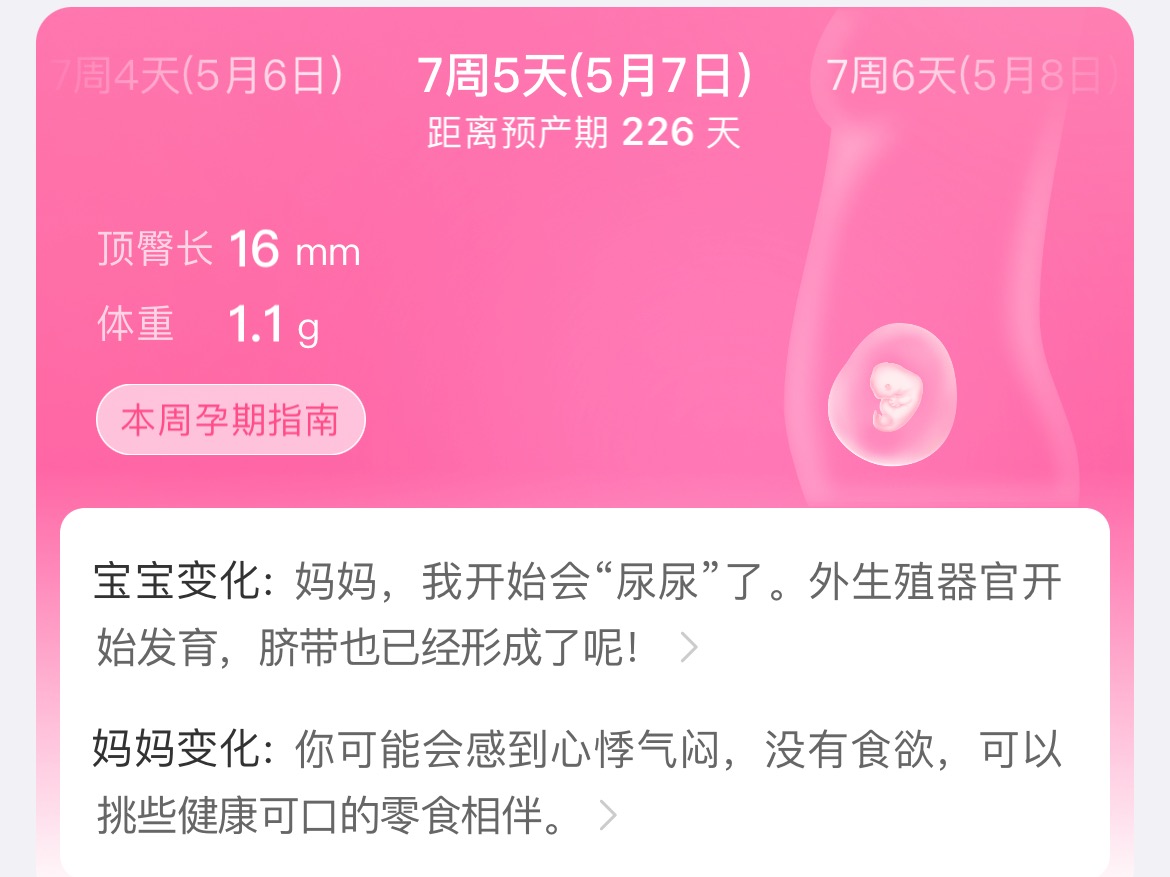 7周4天(5月6日) 7周5天(5月7日) 7周6天(5月8日)
距离预产期 226 天
顶臀长 16 mm
体重 1.1 g
本周孕期指南
宝宝变化：妈妈，我开始会“尿尿”了。外生殖器官开
始发育，脐带也已经形成了呢！
妈妈变化：你可能会感到心悸气闷，没有食欲，可以
挑些健康可口的零食相伴。